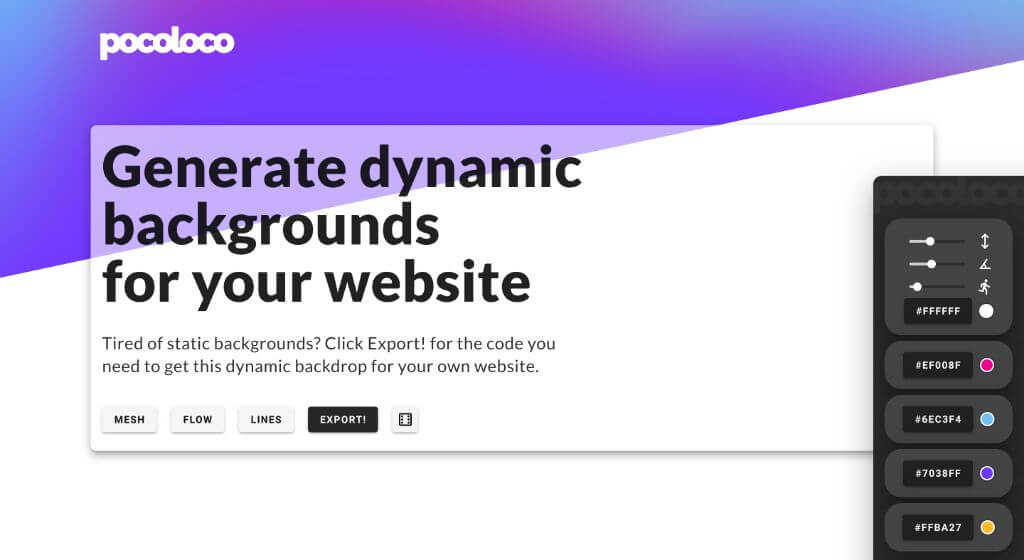 pocoloco
Generate dynamic
backgrounds
for your website
Tired of static backgrounds? Click Export! for the code you
need to get this dynamic backdrop for your own website.
MESH FLOW LINES EXPORT!
pocoloco
#FFFFFF
#EF008F
#6EC3F4
#7038FF
#FFBA27